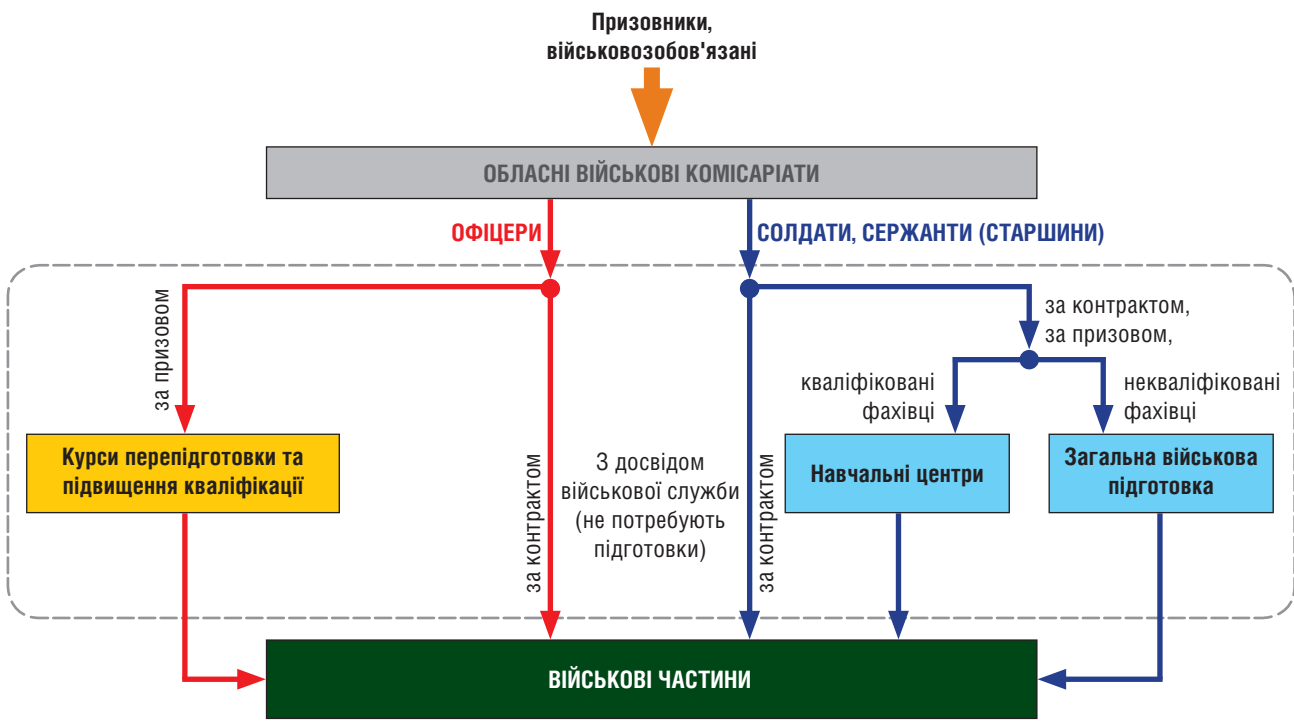 Призовники,
військовозобов'язані
ОБЛАСНІ ВІЙСЬКОВІ КОМІСАРІАТИ
ОФІЦЕРИ
СОЛДАТИ, СЕРЖАНТИ (СТАРШИНИ)
за призовом
за контрактом,
за призовом,
кваліфіковані
фахівці
некваліфіковані
фахівці
Курси перепідготовки та
підвищення кваліфікації
за контрактом
З досвідом
військової служби
(не потребують
підготовки)
за контрактом
Навчальні центри
Загальна військова
підготовка
ВІЙСЬКОВІ ЧАСТИНИ